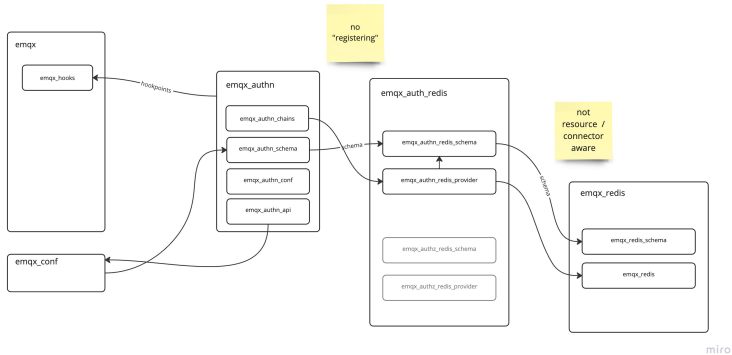 no
"registering"
emqx
emqx_hooks
hookpoints
emqx_authn
emqx_authn_chains
emqx_authn_schema
emqx_authn_conf
emqx_authn_api
emqx_conf
schema
emqx_auth_redis
emqx_authn_redis_schema
emqx_authn_redis_provider
emqx_authz_redis_schema
emqx_authz_redis_provider
not
resource /
connector
aware
schema
emqx_redis
emqx_redis_schema
emqx_redis
miro